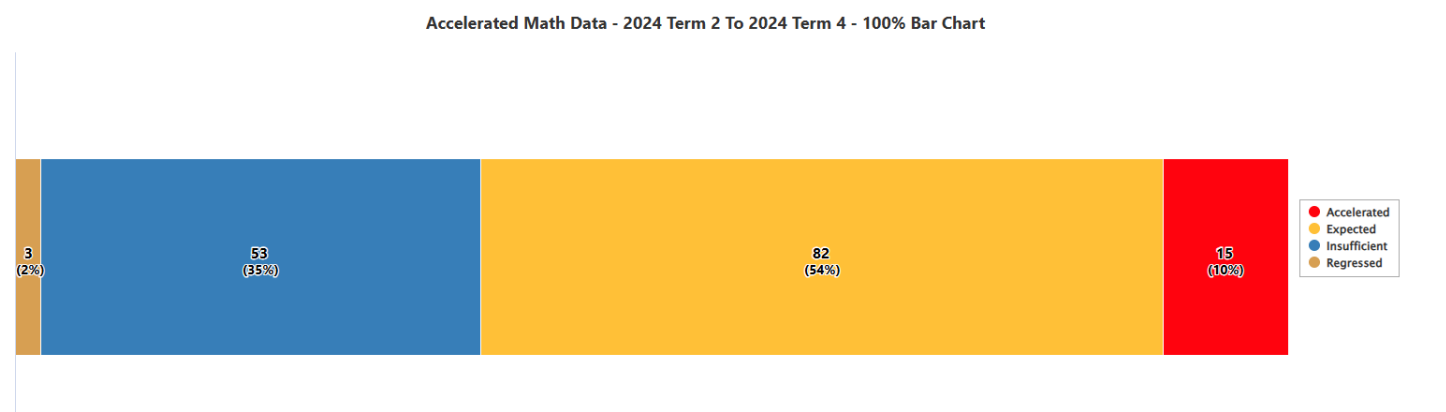 Accelerated Math Data - 2024 Term 2 To 2024 Term 4 - 100% Bar Chart
3
(2%)
53
(35%)
82
(54%)
15
(10%)
Accelerated
Expected
Insufficient
Regressed